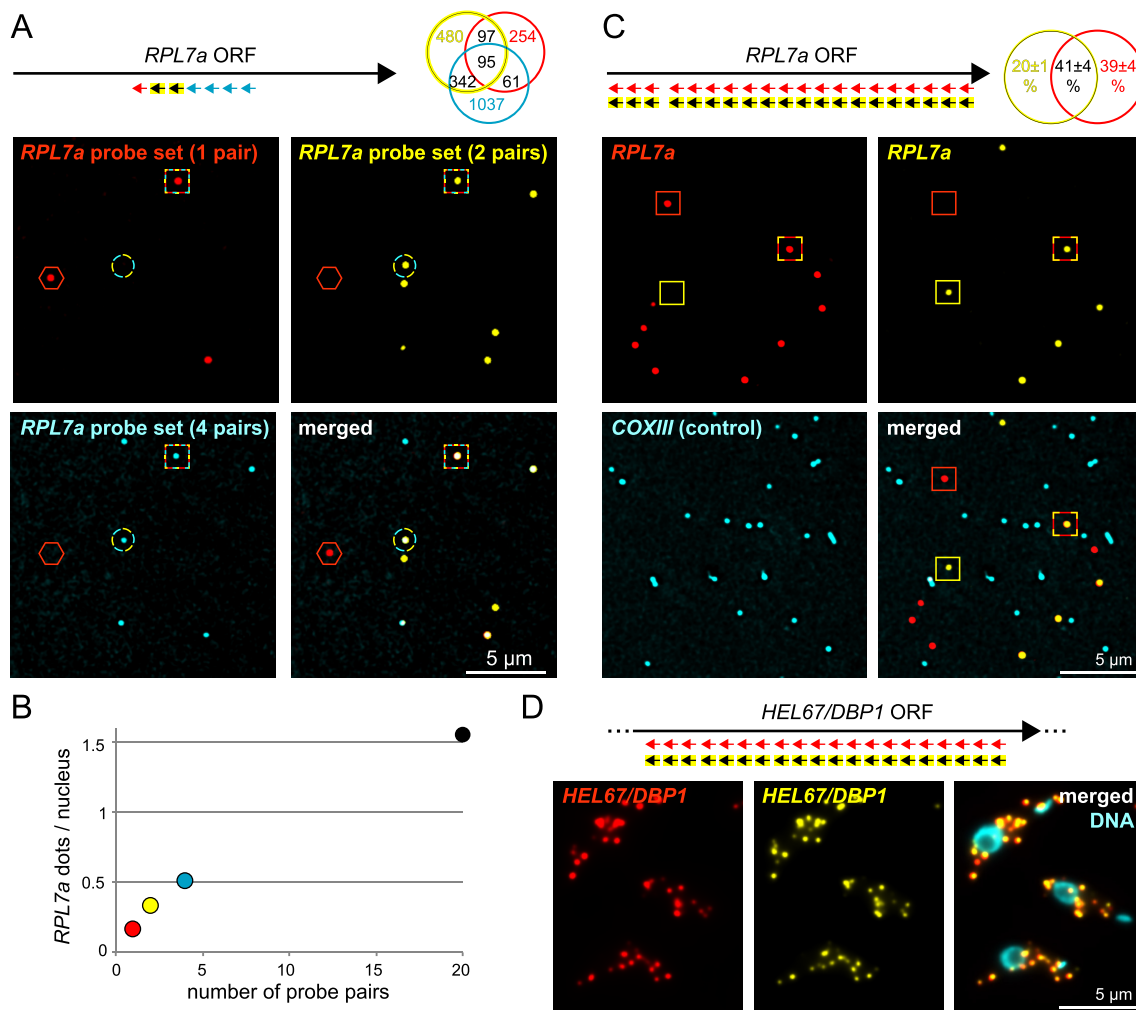 A
RPL7a ORF
480
97
254
95
342
61
1037
RPL7a probe set (1 pair)
RPL7a probe set (2 pairs)
RPL7a probe set (4 pairs)
merged
5 µm
B
RPL7a dots / nucleus
1.5
1
0.5
0
0
5
10
15
20
number of probe pairs
C
RPL7a ORF
20±1
%
41±4
%
39±4
%
RPL7a
RPL7a
COXIII (control)
merged
5 µm
D
HEL67/DBP1 ORF
HEL67/DBP1
HEL67/DBP1
merged
DNA
5 µm